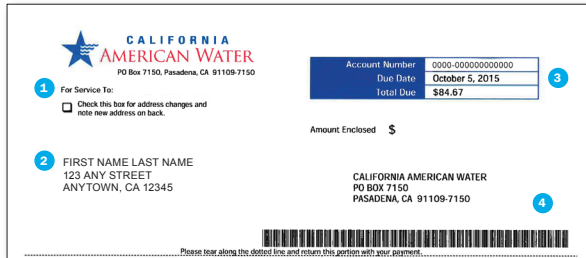 CALIFORNIA
AMERICAN WATER
PO Box 7150, Pasadena, CA 91109-7150
1
For Service To:
Check this box for address changes and
note new address on back.
Account Number 0000-000000000000
Due Date October 5, 2015
Total Due $84.67
3
Amount Enclosed $
2
FIRST NAME LAST NAME
123 ANY STREET
ANYTOWN, CA 12345
CALIFORNIA AMERICAN WATER
PO BOX 7150
PASADENA, CA 91109-7150
4
Please tear along the dotted line and return this portion with your payment.